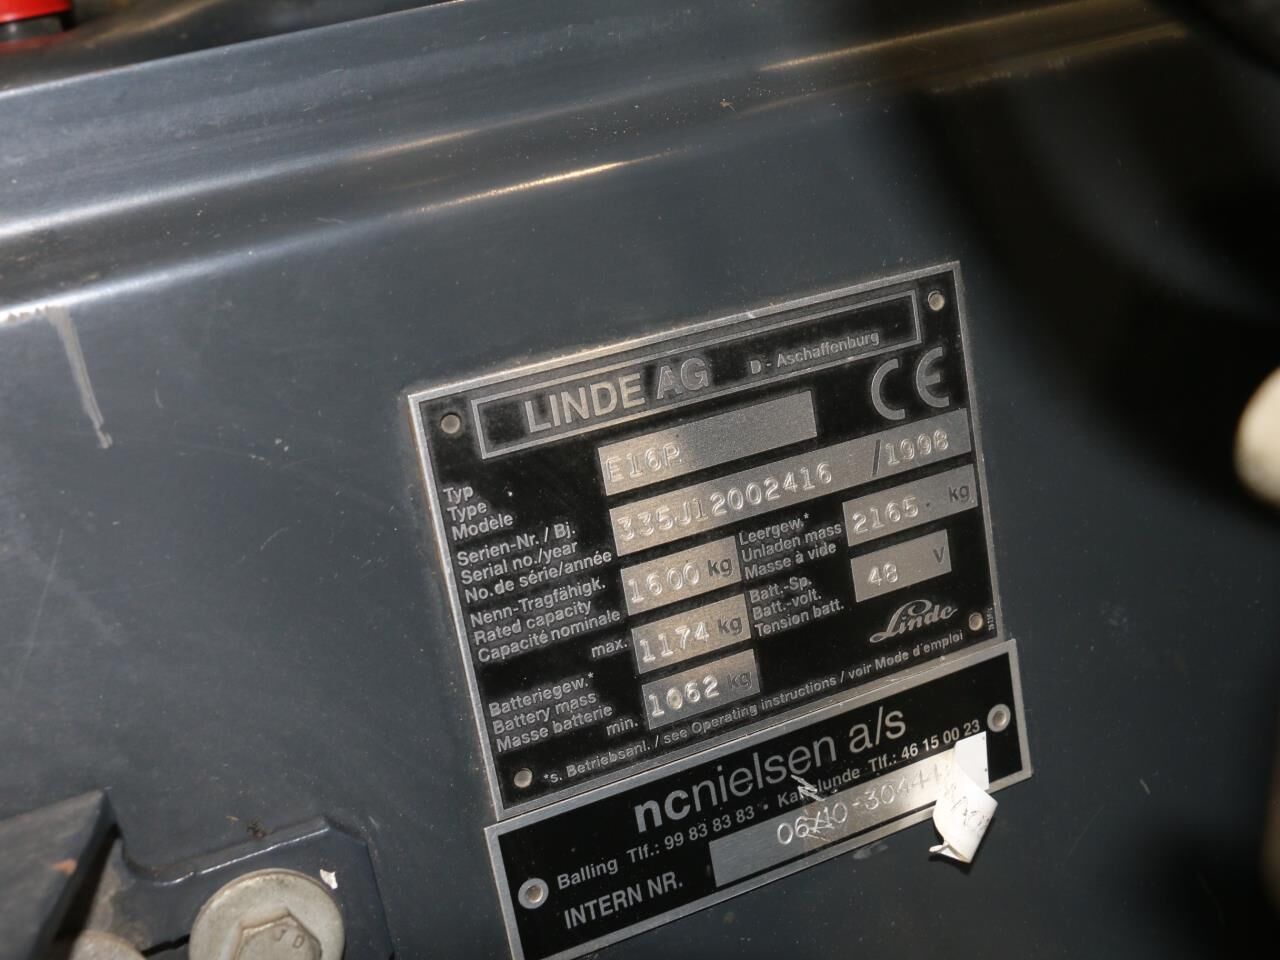 LINDE AG D - Aschaffenburg
CE
Typ
Type
Modele
E16P
Serien-Nr. / Bj.
Serial no./year
No. de série/année
335J12002416 /1998
Nenn-Tragfähigk.
Rated capacity
Capacité nominale
1600 kg
Leergew.*
Unladen mass
Masse à vide
2165 kg
Batteriegew.*
Battery mass
Masse batterie
max. 1174 kg
min. 1062 kg
Batt.-Sp.
Batt.-volt.
Tension batt.
48 V
Linde
*s. Betriebsanl. / see Operating instructions / voir Mode d'emploi
ncnielsen a/s
Balling Tlf.: 99 83 83 83 · Karslunde Tlf.: 46 15 00 23
INTERN NR.